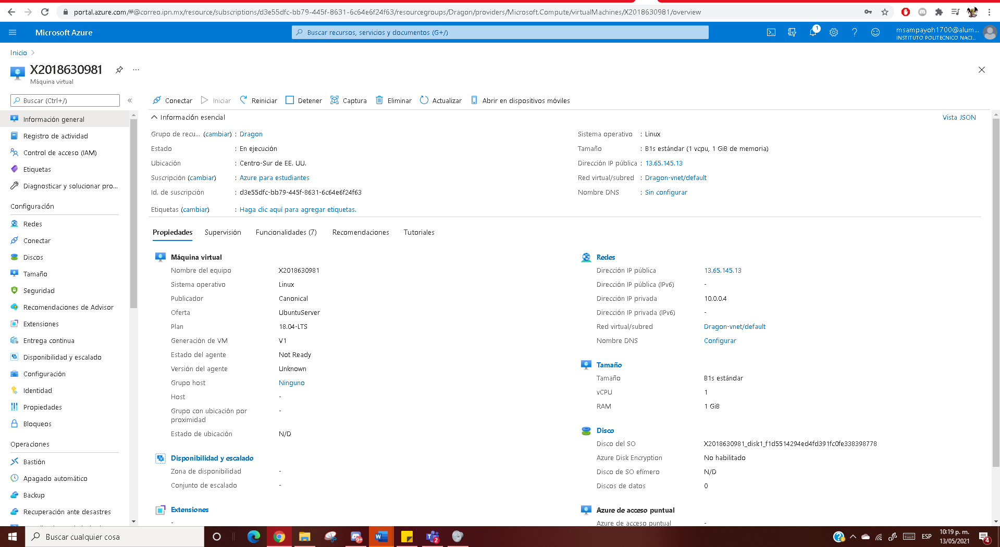 portal.azure.com/#@correo.ipn.mx/resource/subscriptions/d3e55dfc-bb79-445f-8631-6c64e6f24f63/resourcegroups/Dragon/providers/Microsoft.Compute/virtualMachines/X2018630981/overview
Microsoft Azure
Buscar recursos, servicios y documentos (G+/)
1
msampayoh1700@alum...
INSTITUTO POLITECNICO NACI...
Inicio
X2018630981
Máquina virtual
Buscar (Ctrl+/)
Conectar
Iniciar
Reiniciar
Detener
Captura
Eliminar
Actualizar
Abrir en dispositivos móviles
Información general
Registro de actividad
Control de acceso (IAM)
Etiquetas
Diagnosticar y solucionar pro...
Configuración
Redes
Conectar
Discos
Tamaño
Seguridad
Recomendaciones de Advisor
Extensiones
Entrega continua
Disponibilidad y escalado
Configuración
Identidad
Propiedades
Bloqueos
Operaciones
Bastión
Apagado automático
Backup
Recuperación ante desastres
Información esencial
Vista JSON
Grupo de recu... (cambiar) : Dragon
Estado : En ejecución
Ubicación : Centro-Sur de EE. UU.
Suscripción (cambiar) : Azure para estudiantes
Id. de suscripción : d3e55dfc-bb79-445f-8631-6c64e6f24f63
Etiquetas (cambiar) : Haga clic aquí para agregar etiquetas.
Sistema operativo : Linux
Tamaño : B1s estándar (1 vcpu, 1 GiB de memoria)
Dirección IP pública : 13.65.145.13
Red virtual/subred : Dragon-vnet/default
Nombre DNS : Sin configurar
Propiedades
Supervisión
Funcionalidades (7)
Recomendaciones
Tutoriales
Máquina virtual
Nombre del equipo X2018630981
Sistema operativo Linux
Publicador Canonical
Oferta UbuntuServer
Plan 18.04-LTS
Generación de VM V1
Estado del agente Not Ready
Versión del agente Unknown
Grupo host Ninguno
Host -
Grupo con ubicación por -
proximidad
Estado de ubicación N/D
Disponibilidad y escalado
Zona de disponibilidad -
Conjunto de escalado -
Extensiones
-
Redes
Dirección IP pública 13.65.145.13
Dirección IP pública (IPv6) -
Dirección IP privada 10.0.0.4
Dirección IP privada (IPv6) -
Red virtual/subred Dragon-vnet/default
Nombre DNS Configurar
Tamaño
Tamaño B1s estándar
vCPU 1
RAM 1 GiB
Disco
Disco del SO X2018630981_disk1_f1d5514294ed4fd391fc0fe338398778
Azure Disk Encryption No habilitado
Disco de SO efímero N/D
Discos de datos 0
Azure de acceso puntual
Azure de acceso puntual -
Buscar cualquier cosa
9+
2
ESP
10:19 p. m.
13/05/2021
4